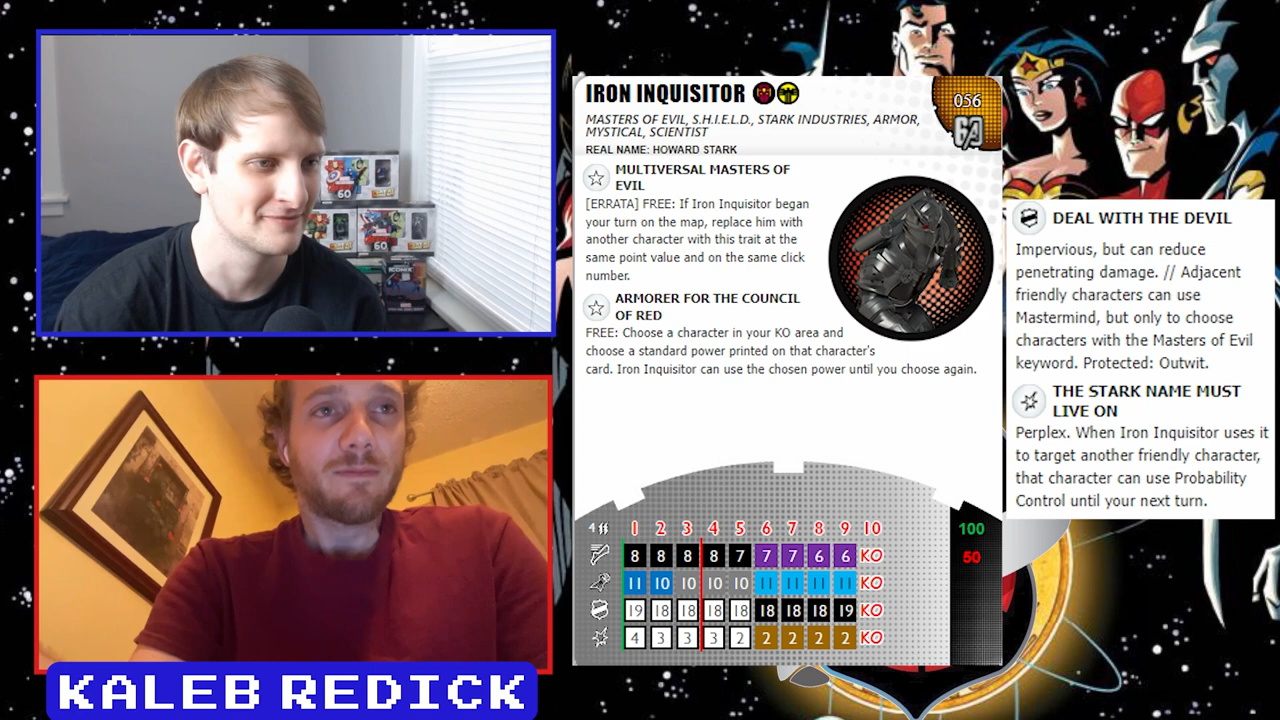 IRON INQUISITOR
056
MASTERS OF EVIL, S.H.I.E.L.D., STARK INDUSTRIES, ARMOR,
MYSTICAL, SCIENTIST
REAL NAME: HOWARD STARK
MULTIVERSAL MASTERS OF
EVIL
[ERRATA] FREE: If Iron Inquisitor began
your turn on the map, replace him with
another character with this trait at the
same point value and on the same click
number.
ARMORER FOR THE COUNCIL
OF RED
FREE: Choose a character in your KO area and
choose a standard power printed on that character's
card. Iron Inquisitor can use the chosen power until you choose again.
DEAL WITH THE DEVIL
Impervious, but can reduce
penetrating damage. // Adjacent
friendly characters can use
Mastermind, but only to choose
characters with the Masters of Evil
keyword. Protected: Outwit.
THE STARK NAME MUST
LIVE ON
Perplex. When Iron Inquisitor uses it
to target another friendly character,
that character can use Probability
Control until your next turn.
4 1 2 3 4 5 6 7 8 9 10
8 8 8 8 7 7 7 6 6 KO
11 10 10 10 10 11 11 11 11 KO
19 18 18 18 18 18 18 18 19 KO
4 3 3 3 2 2 2 2 2 KO
100
50
60
60
KALEB REDICK